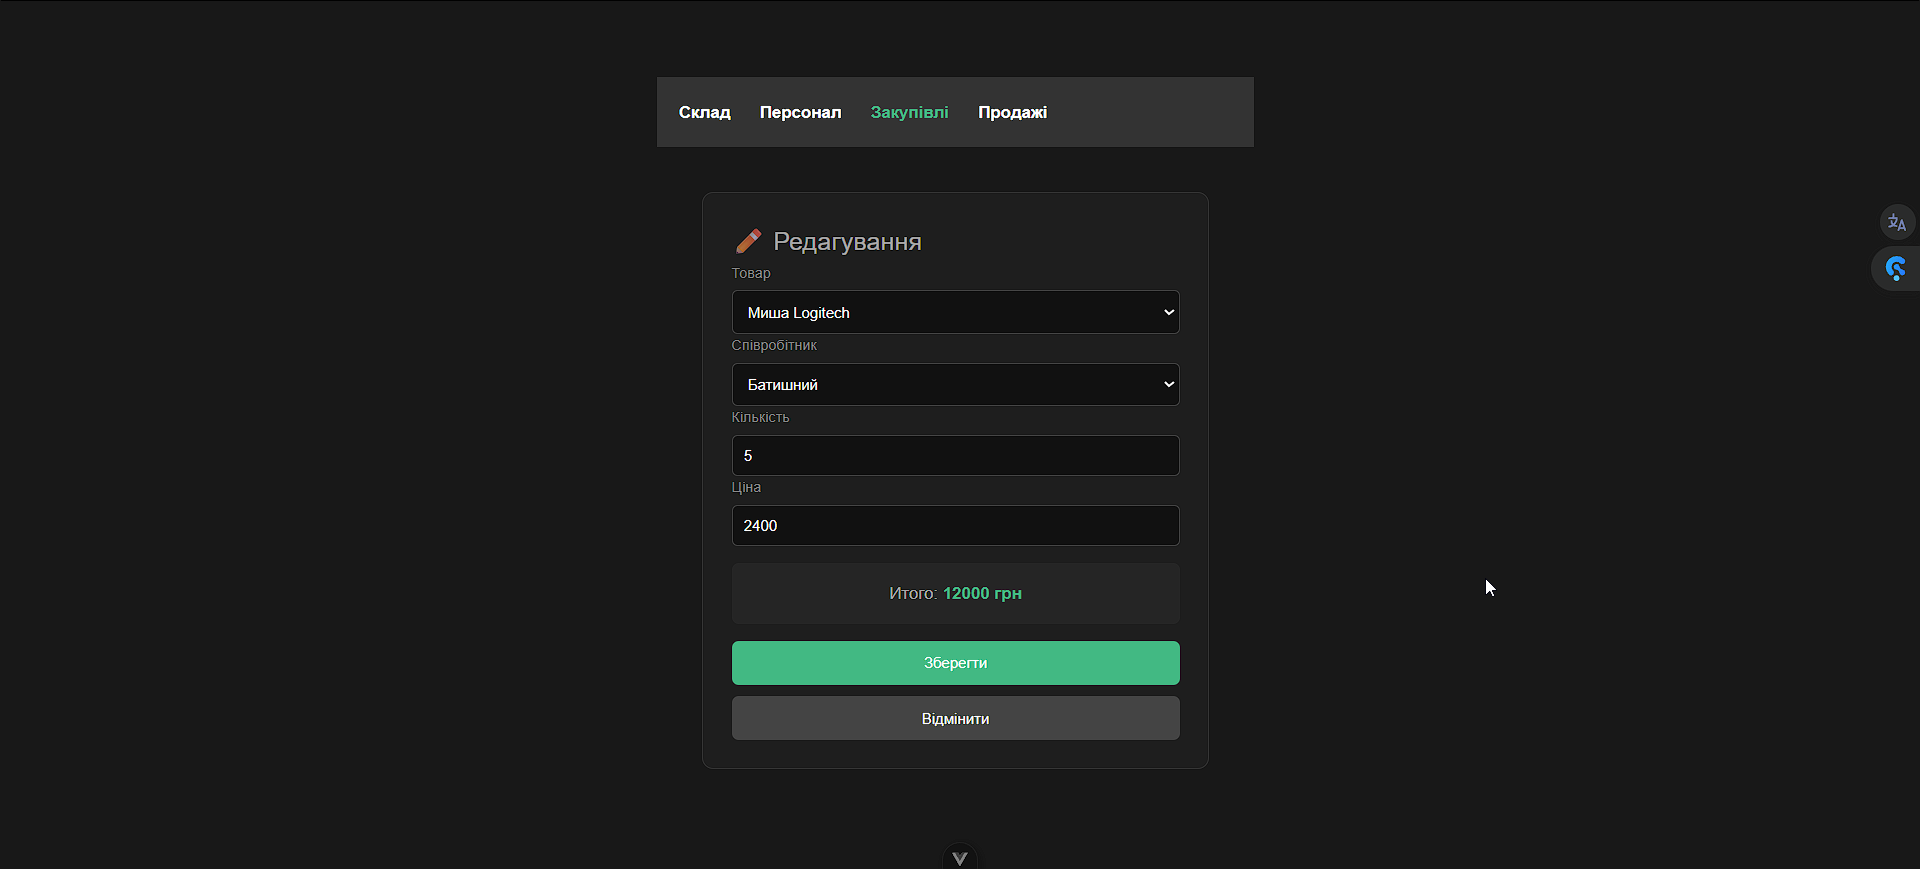 Склад Персонал Закупівлі Продажі
Редагування
Товар
Миша Logitech
Співробітник
Батишний
Кількість
5
Ціна
2400
Итого: 12000 грн
Зберегти
Відмінити